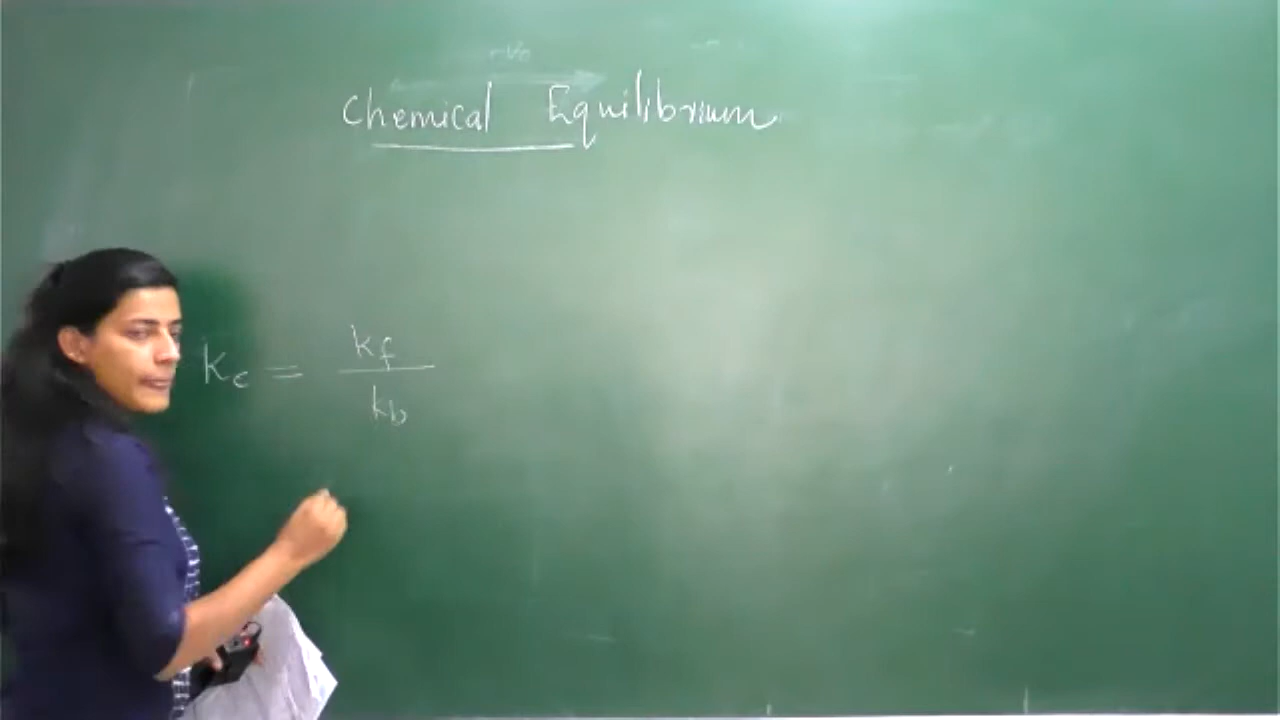 Chemical Equilibrium
Kc = kf / kb